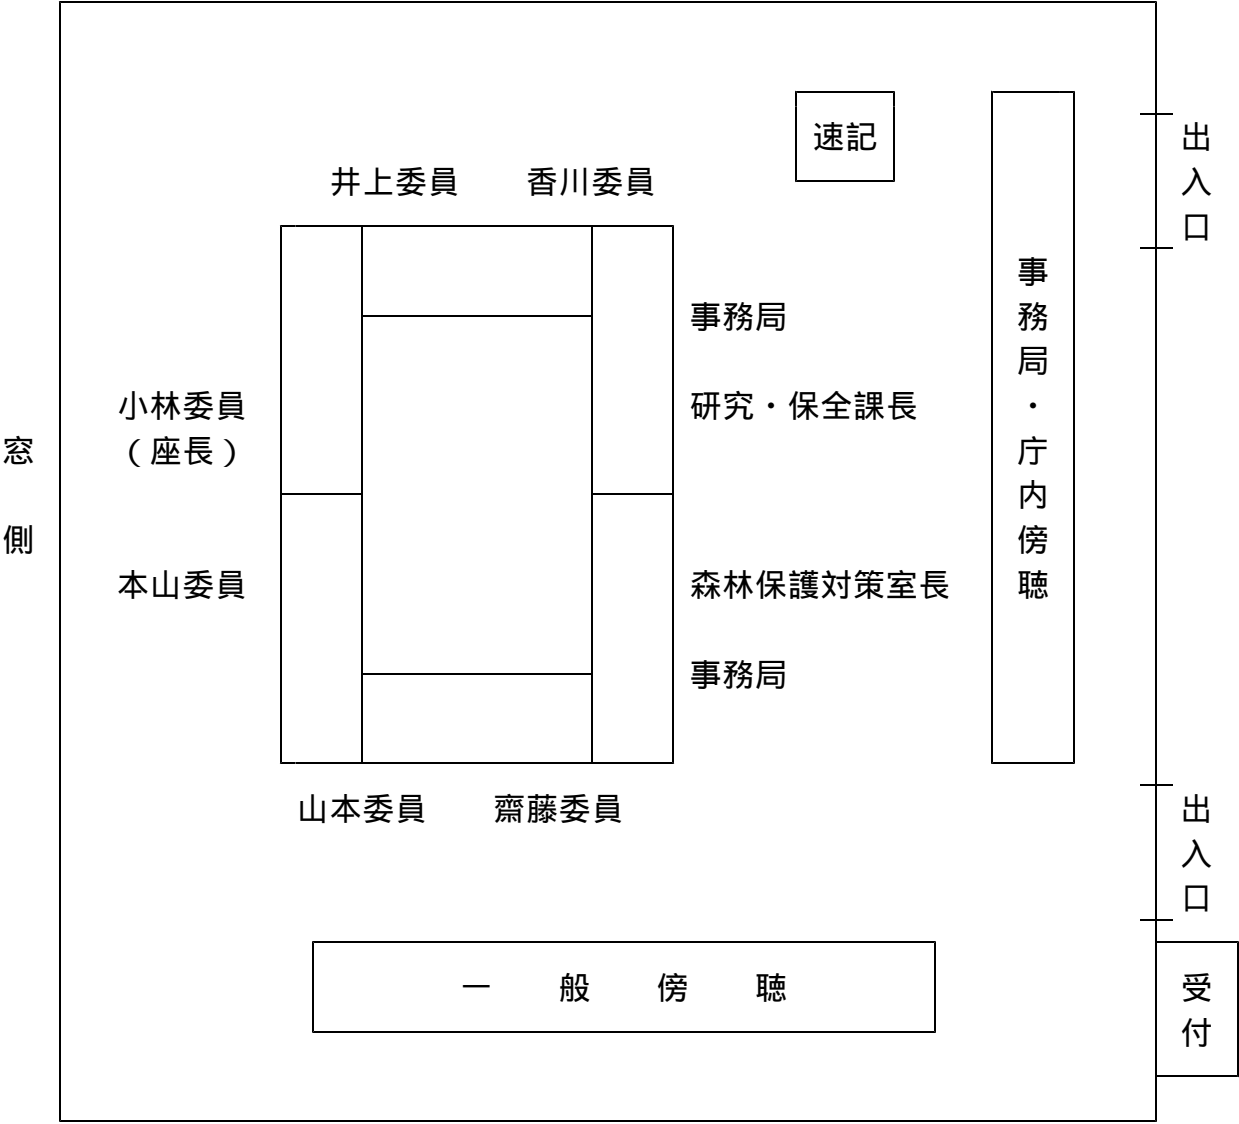 速記
出入口
井上委員　　香川委員
事務局・庁内傍聴
事務局
小林委員
（座長）
研究・保全課長
窓側
本山委員
森林保護対策室長
事務局
山本委員　　齋藤委員
出入口
一般傍聴
受付